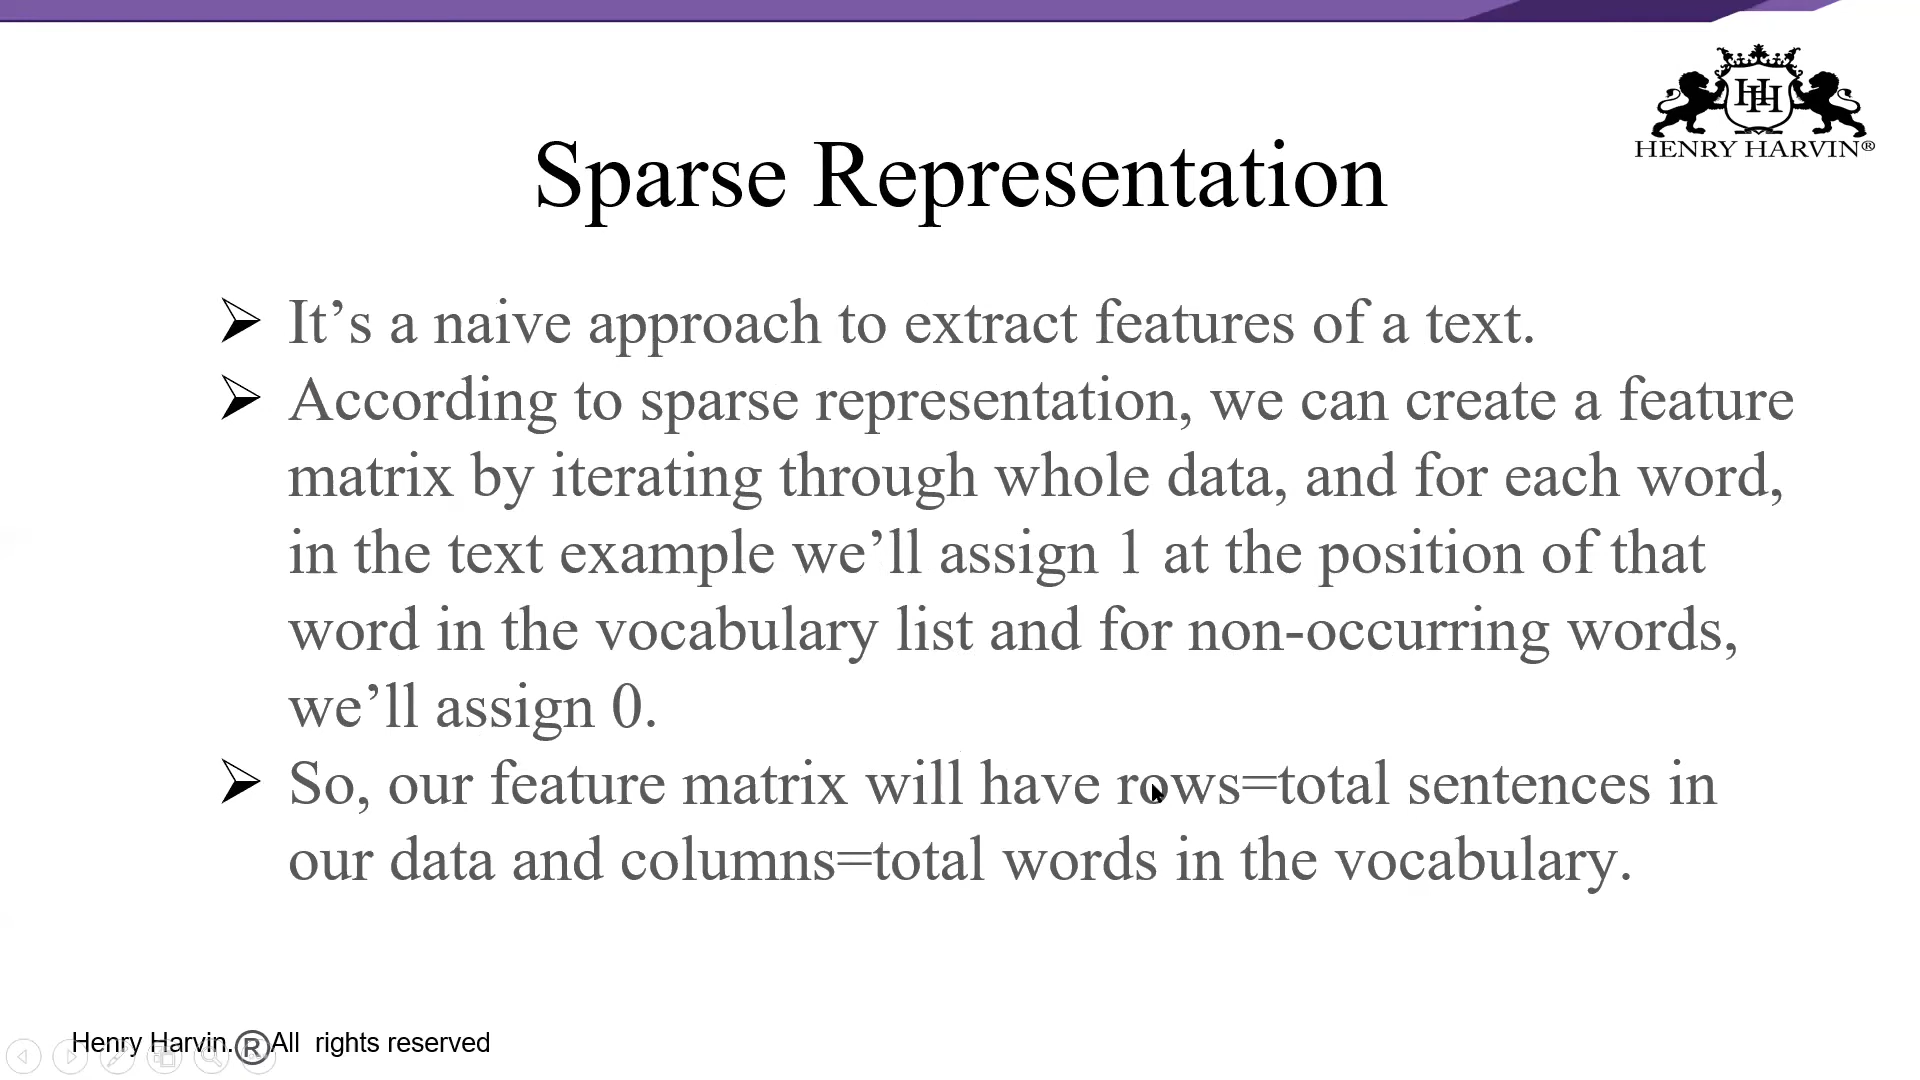 HENRY HARVIN®
Sparse Representation
It’s a naive approach to extract features of a text.
According to sparse representation, we can create a feature
matrix by iterating through whole data, and for each word,
in the text example we’ll assign 1 at the position of that
word in the vocabulary list and for non-occurring words,
we’ll assign 0.
So, our feature matrix will have rows=total sentences in
our data and columns=total words in the vocabulary.
Henry Harvin.®All rights reserved